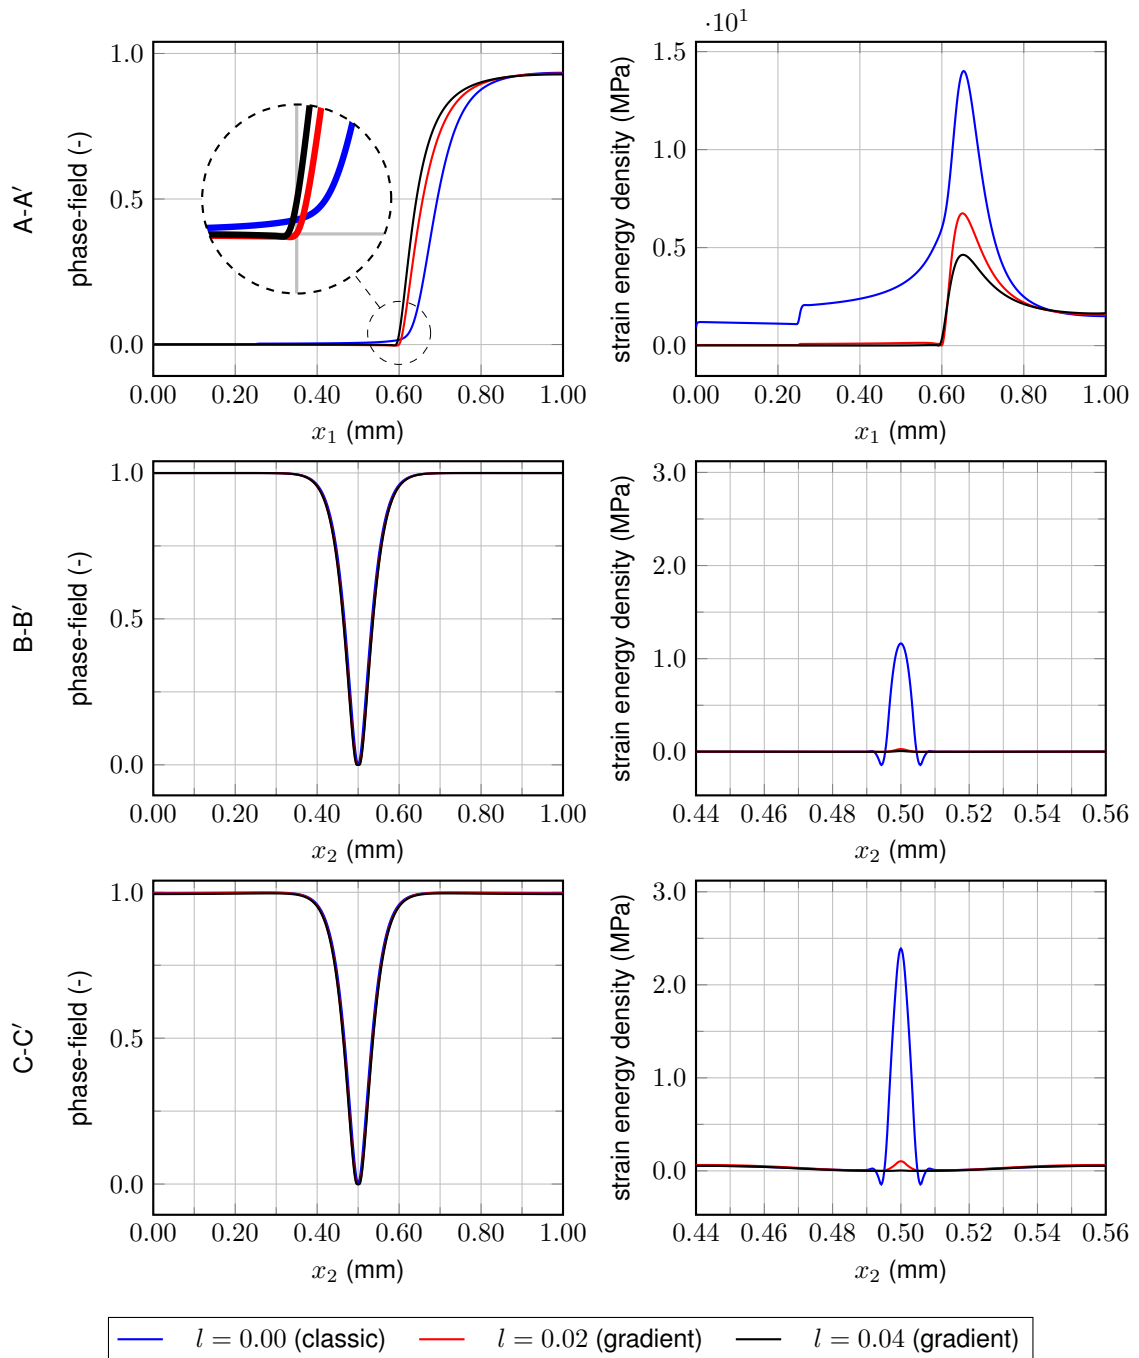 A-A′
phase-field (-)
1.0
0.5
0.0
0.00 0.20 0.40 0.60 0.80 1.00
x₁ (mm)
·10¹
strain energy density (MPa)
1.5
1.0
0.5
0.0
0.00 0.20 0.40 0.60 0.80 1.00
x₁ (mm)
B-B′
phase-field (-)
1.0
0.5
0.0
0.00 0.20 0.40 0.60 0.80 1.00
x₂ (mm)
strain energy density (MPa)
3.0
2.0
1.0
0.0
0.44 0.46 0.48 0.50 0.52 0.54 0.56
x₂ (mm)
C-C′
phase-field (-)
1.0
0.5
0.0
0.00 0.20 0.40 0.60 0.80 1.00
x₂ (mm)
strain energy density (MPa)
3.0
2.0
1.0
0.0
0.44 0.46 0.48 0.50 0.52 0.54 0.56
x₂ (mm)
l = 0.00 (classic) l = 0.02 (gradient) l = 0.04 (gradient)